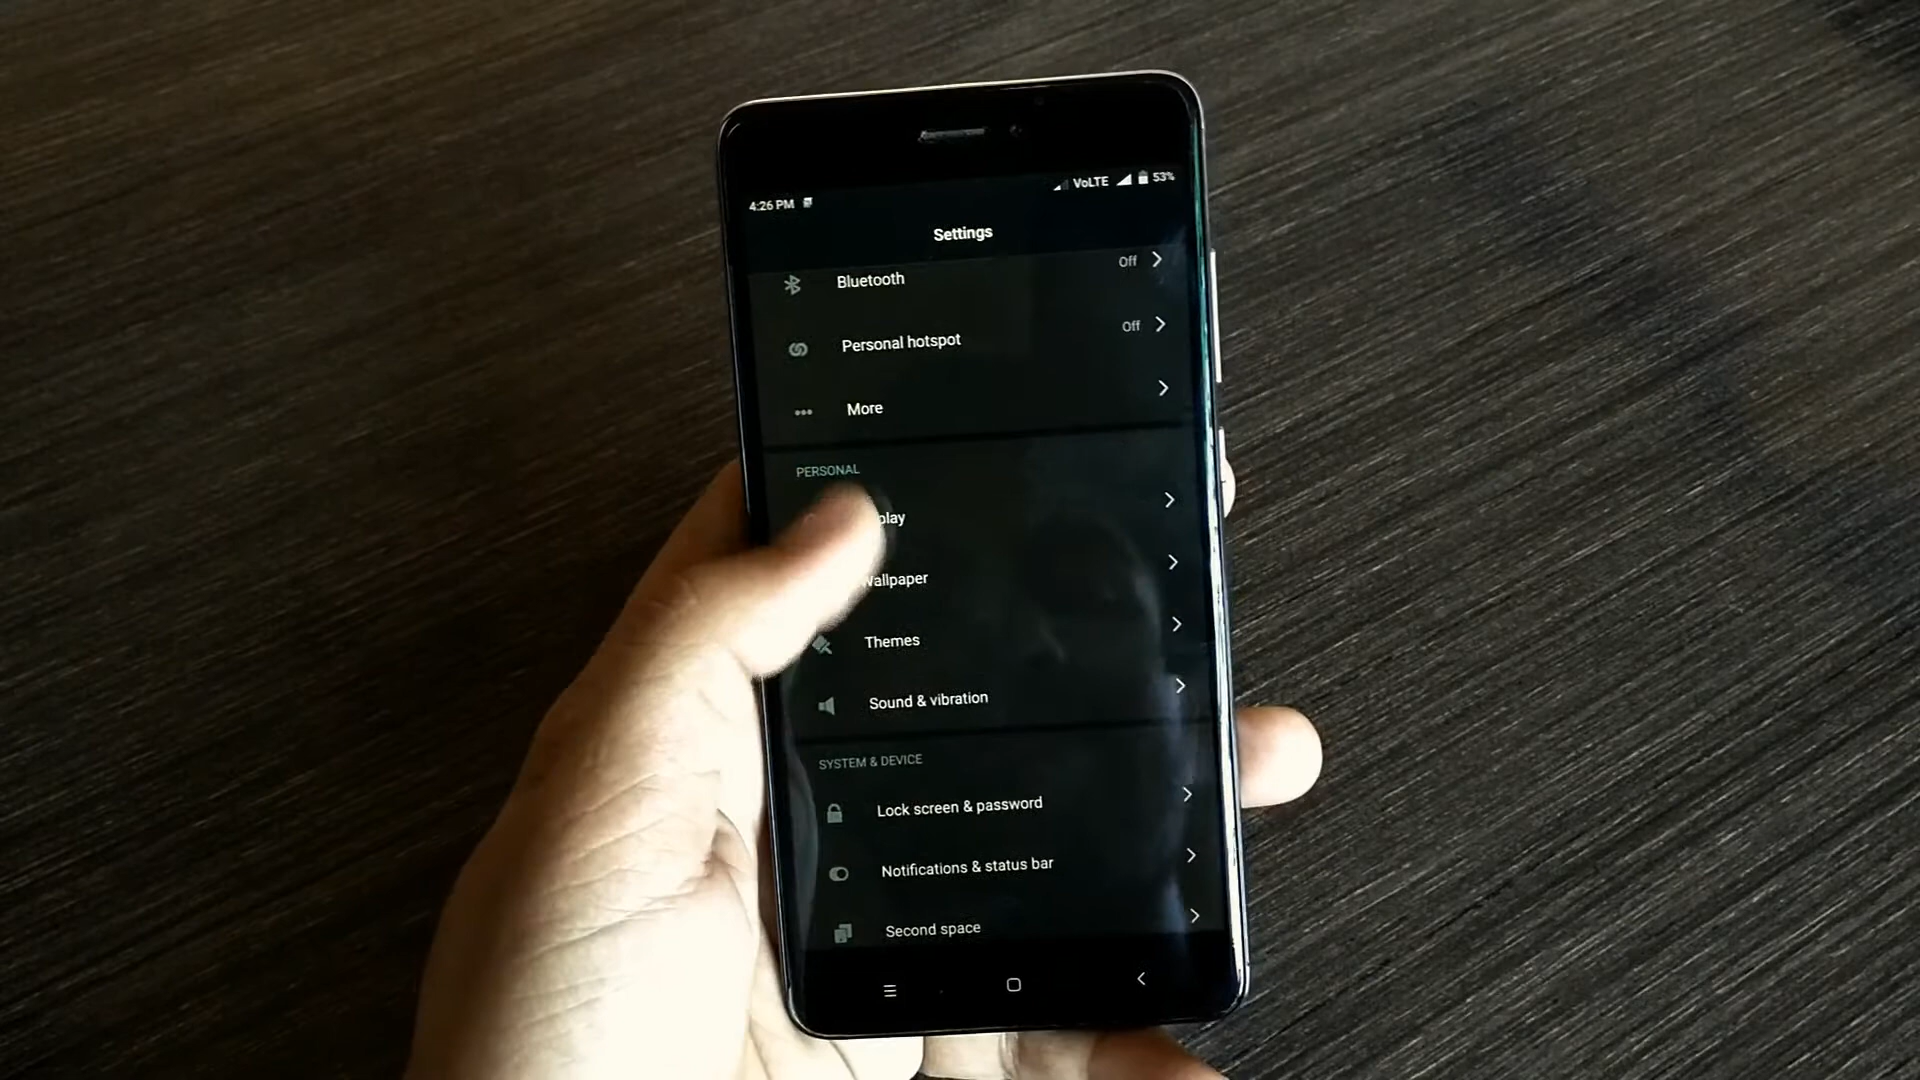 4:26 PM VoLTE 53%
Settings
Bluetooth Off
Personal hotspot Off
More
PERSONAL
Wallpaper
Themes
Sound & vibration
SYSTEM & DEVICE
Lock screen & password
Notifications & status bar
Second space